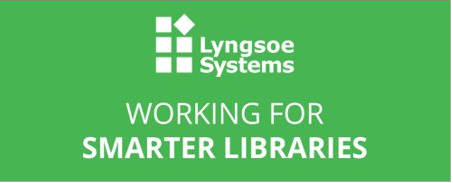 Lyngsoe
Systems
WORKING FOR
SMARTER LIBRARIES